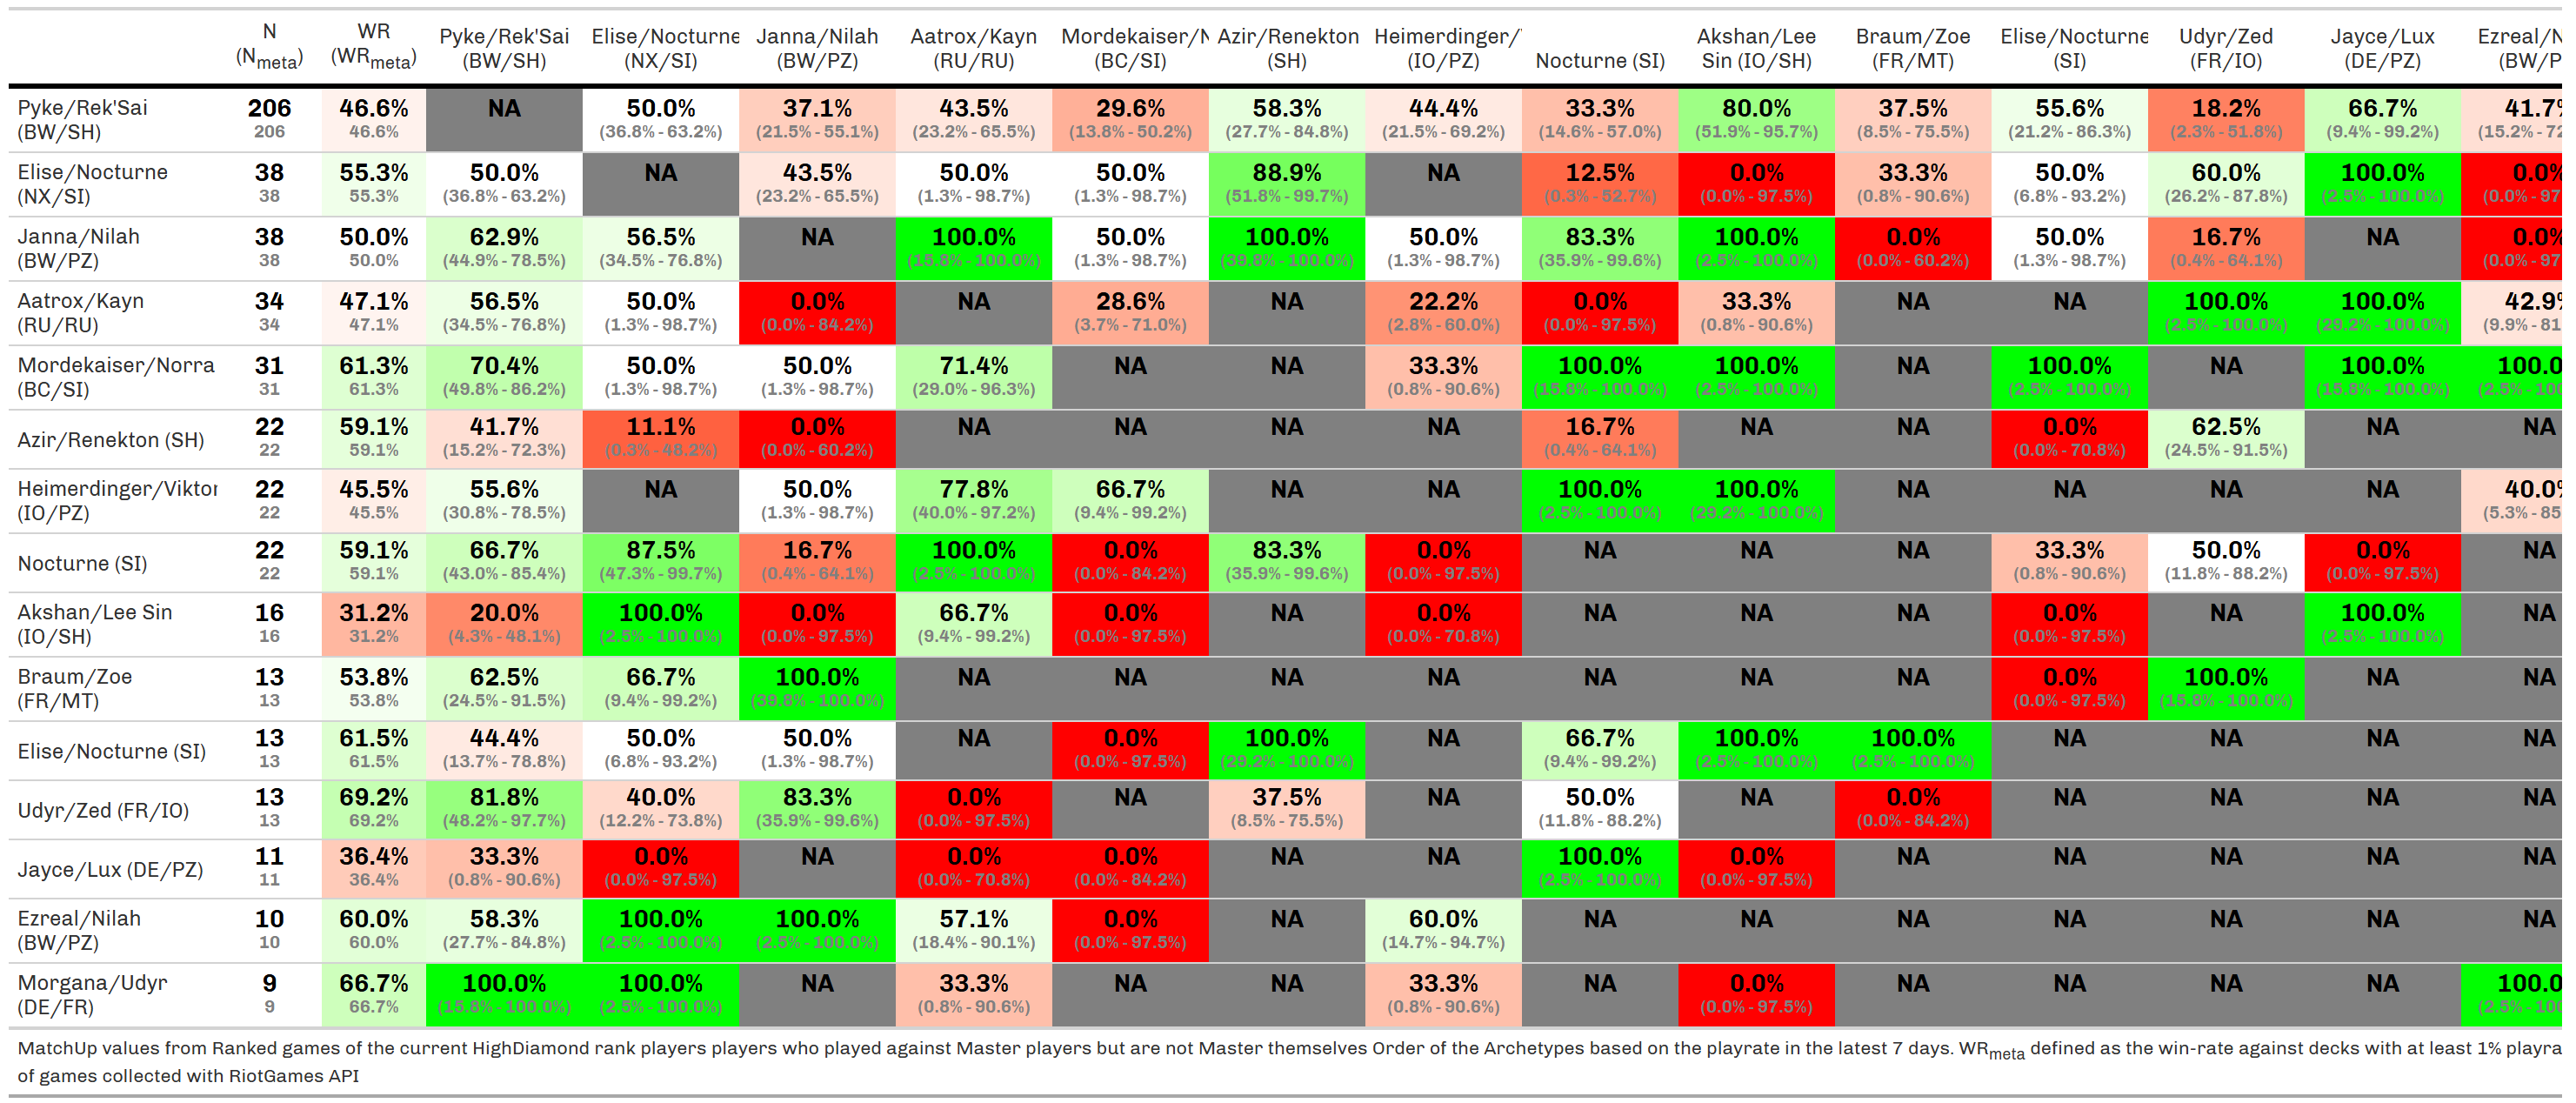 N WR Pyke/Rek'Sai Elise/Nocturne Janna/Nilah Aatrox/Kayn Mordekaiser/N Azir/Renekton Heimerdinger/ Nocturne (SI) Akshan/Lee Braum/Zoe Elise/Nocturne Udyr/Zed Jayce/Lux Ezreal/N
(Nmeta) (WRmeta) (BW/SH) (NX/SI) (BW/PZ) (RU/RU) (BC/SI) (SH) (IO/PZ) Sin (IO/SH) (FR/MT) (SI) (FR/IO) (DE/PZ) (BW/P
Pyke/Rek'Sai 206 46.6% NA 50.0% 37.1% 43.5% 29.6% 58.3% 44.4% 33.3% 80.0% 37.5% 55.6% 18.2% 66.7% 41.7%
(BW/SH) 206 46.6% (36.8% - 63.2%) (21.5% - 55.1%) (23.2% - 65.5%) (13.8% - 50.2%) (27.7% - 84.8%) (21.5% - 69.2%) (14.6% - 57.0%) (51.9% - 95.7%) (8.5% - 75.5%) (21.2% - 86.3%) (2.3% - 51.8%) (9.4% - 99.2%) (15.2% - 72
Elise/Nocturne 38 55.3% 50.0% NA 43.5% 50.0% 50.0% 88.9% NA 12.5% 0.0% 33.3% 50.0% 60.0% 100.0% 0.0%
(NX/SI) 38 55.3% (36.8% - 63.2%) (23.2% - 65.5%) (1.3% - 98.7%) (1.3% - 98.7%) (51.8% - 99.7%) (0.3% - 52.7%) (0.0% - 97.5%) (0.8% - 90.6%) (6.8% - 93.2%) (26.2% - 87.8%) (2.5% - 100.0%) (0.0% - 97
Janna/Nilah 38 50.0% 62.9% 56.5% NA 100.0% 50.0% 100.0% 50.0% 83.3% 100.0% 0.0% 50.0% 16.7% NA 0.0%
(BW/PZ) 38 50.0% (44.9% - 78.5%) (34.5% - 76.8%) (15.8% - 100.0%) (1.3% - 98.7%) (39.8% - 100.0%) (1.3% - 98.7%) (35.9% - 99.6%) (2.5% - 100.0%) (0.0% - 60.2%) (1.3% - 98.7%) (0.4% - 64.1%) (0.0% - 97
Aatrox/Kayn 34 47.1% 56.5% 50.0% 0.0% NA 28.6% NA 22.2% 0.0% 33.3% NA NA 100.0% 100.0% 42.9%
(RU/RU) 34 47.1% (34.5% - 76.8%) (1.3% - 98.7%) (0.0% - 84.2%) (3.7% - 71.0%) (2.8% - 60.0%) (0.0% - 97.5%) (0.8% - 90.6%) (2.5% - 100.0%) (29.2% - 100.0%) (9.9% - 81
Mordekaiser/Norra 31 61.3% 70.4% 50.0% 50.0% 71.4% NA NA 33.3% 100.0% 100.0% NA 100.0% NA 100.0% 100.0
(BC/SI) 31 61.3% (49.8% - 86.2%) (1.3% - 98.7%) (1.3% - 98.7%) (29.0% - 96.3%) (0.8% - 90.6%) (15.8% - 100.0%) (2.5% - 100.0%) (2.5% - 100.0%) (15.8% - 100.0%) (2.5% - 100
Azir/Renekton (SH) 22 59.1% 41.7% 11.1% 0.0% NA NA NA NA 16.7% NA NA 0.0% 62.5% NA NA
22 59.1% (15.2% - 72.3%) (0.3% - 48.2%) (0.0% - 60.2%) (0.4% - 64.1%) (0.0% - 70.8%) (24.5% - 91.5%)
Heimerdinger/Viktor 22 45.5% 55.6% NA 50.0% 77.8% 66.7% NA NA 100.0% 100.0% NA NA NA NA 40.0%
(IO/PZ) 22 45.5% (30.8% - 78.5%) (1.3% - 98.7%) (40.0% - 97.2%) (9.4% - 99.2%) (2.5% - 100.0%) (29.2% - 100.0%) (5.3% - 85
Nocturne (SI) 22 59.1% 66.7% 87.5% 16.7% 100.0% 0.0% 83.3% 0.0% NA NA NA 33.3% 50.0% 0.0% NA
22 59.1% (43.0% - 85.4%) (47.3% - 99.7%) (0.4% - 64.1%) (2.5% - 100.0%) (0.0% - 84.2%) (35.9% - 99.6%) (0.0% - 97.5%) (0.8% - 90.6%) (11.8% - 88.2%) (0.0% - 97.5%)
Akshan/Lee Sin 16 31.2% 20.0% 100.0% 0.0% 66.7% 0.0% NA 0.0% NA NA NA 0.0% NA 100.0% NA
(IO/SH) 16 31.2% (4.3% - 48.1%) (2.5% - 100.0%) (0.0% - 97.5%) (9.4% - 99.2%) (0.0% - 97.5%) (0.0% - 70.8%) (0.0% - 97.5%) (2.5% - 100.0%)
Braum/Zoe 13 53.8% 62.5% 66.7% 100.0% NA NA NA NA NA NA NA 0.0% 100.0% NA NA
(FR/MT) 13 53.8% (24.5% - 91.5%) (9.4% - 99.2%) (39.8% - 100.0%) (0.0% - 97.5%) (15.8% - 100.0%)
Elise/Nocturne (SI) 13 61.5% 44.4% 50.0% 50.0% NA 0.0% 100.0% NA 66.7% 100.0% 100.0% NA NA NA NA
13 61.5% (13.7% - 78.8%) (6.8% - 93.2%) (1.3% - 98.7%) (0.0% - 97.5%) (29.2% - 100.0%) (9.4% - 99.2%) (2.5% - 100.0%) (2.5% - 100.0%)
Udyr/Zed (FR/IO) 13 69.2% 81.8% 40.0% 83.3% 0.0% NA 37.5% NA 50.0% NA 0.0% NA NA NA NA
13 69.2% (48.2% - 97.7%) (12.2% - 73.8%) (35.9% - 99.6%) (0.0% - 97.5%) (8.5% - 75.5%) (11.8% - 88.2%) (0.0% - 84.2%)
Jayce/Lux (DE/PZ) 11 36.4% 33.3% 0.0% NA 0.0% 0.0% NA NA 100.0% 0.0% NA NA NA NA NA
11 36.4% (0.8% - 90.6%) (0.0% - 97.5%) (0.0% - 70.8%) (0.0% - 84.2%) (2.5% - 100.0%) (0.0% - 97.5%)
Ezreal/Nilah 10 60.0% 58.3% 100.0% 100.0% 57.1% 0.0% NA 60.0% NA NA NA NA NA NA NA
(BW/PZ) 10 60.0% (27.7% - 84.8%) (2.5% - 100.0%) (2.5% - 100.0%) (18.4% - 90.1%) (0.0% - 97.5%) (14.7% - 94.7%)
Morgana/Udyr 9 66.7% 100.0% 100.0% NA 33.3% NA NA 33.3% NA 0.0% NA NA NA NA 100.0
(DE/FR) 9 66.7% (15.8% - 100.0%) (2.5% - 100.0%) (0.8% - 90.6%) (0.8% - 90.6%) (0.0% - 97.5%) (2.5% - 100
MatchUp values from Ranked games of the current HighDiamond rank players players who played against Master players but are not Master themselves Order of the Archetypes based on the playrate in the latest 7 days. WRmeta defined as the win-rate against decks with at least 1% playra
of games collected with RiotGames API